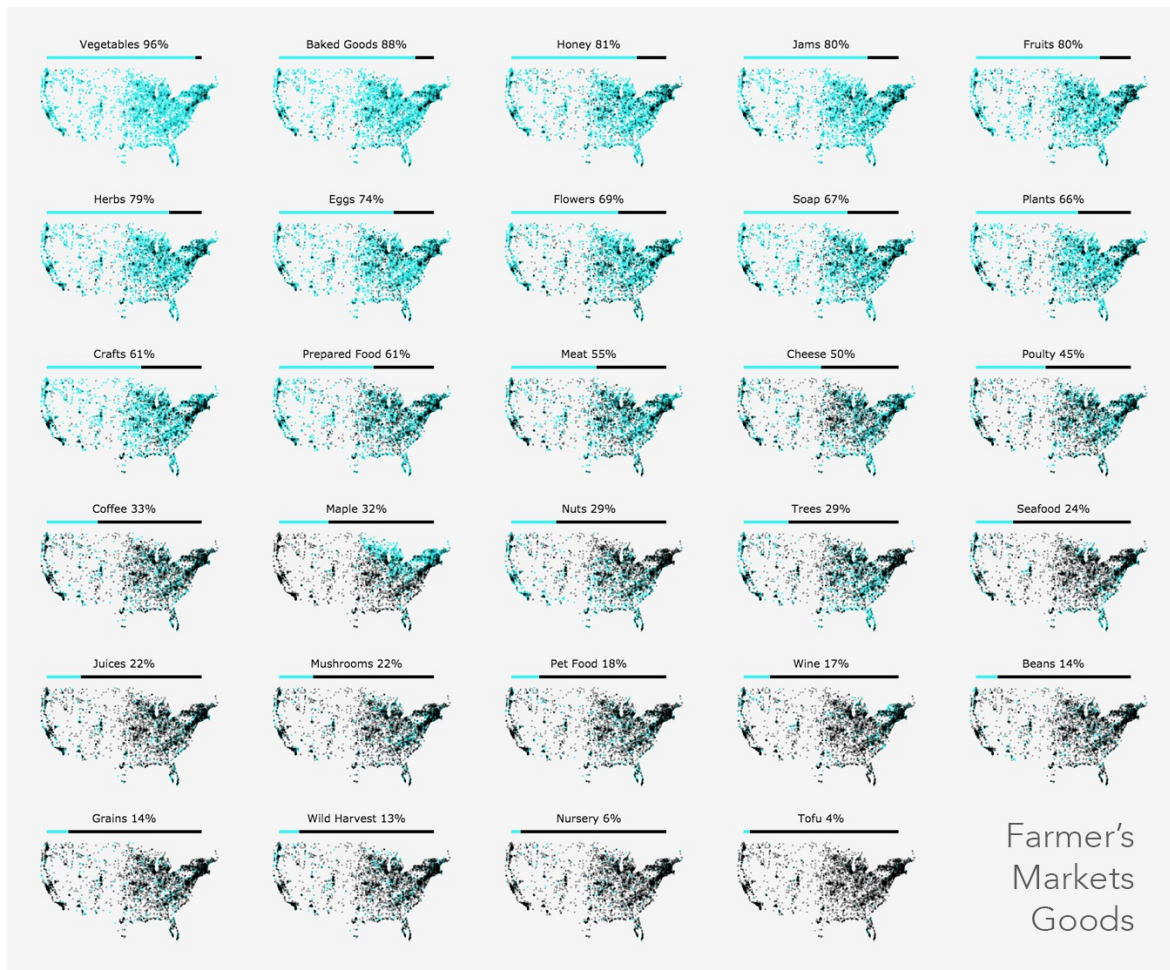 Vegetables 96%
Baked Goods 88%
Honey 81%
Jams 80%
Fruits 80%
Herbs 79%
Eggs 74%
Flowers 69%
Soap 67%
Plants 66%
Crafts 61%
Prepared Food 61%
Meat 55%
Cheese 50%
Poulty 45%
Coffee 33%
Maple 32%
Nuts 29%
Trees 29%
Seafood 24%
Juices 22%
Mushrooms 22%
Pet Food 18%
Wine 17%
Beans 14%
Grains 14%
Wild Harvest 13%
Nursery 6%
Tofu 4%
Farmer’s
Markets
Goods